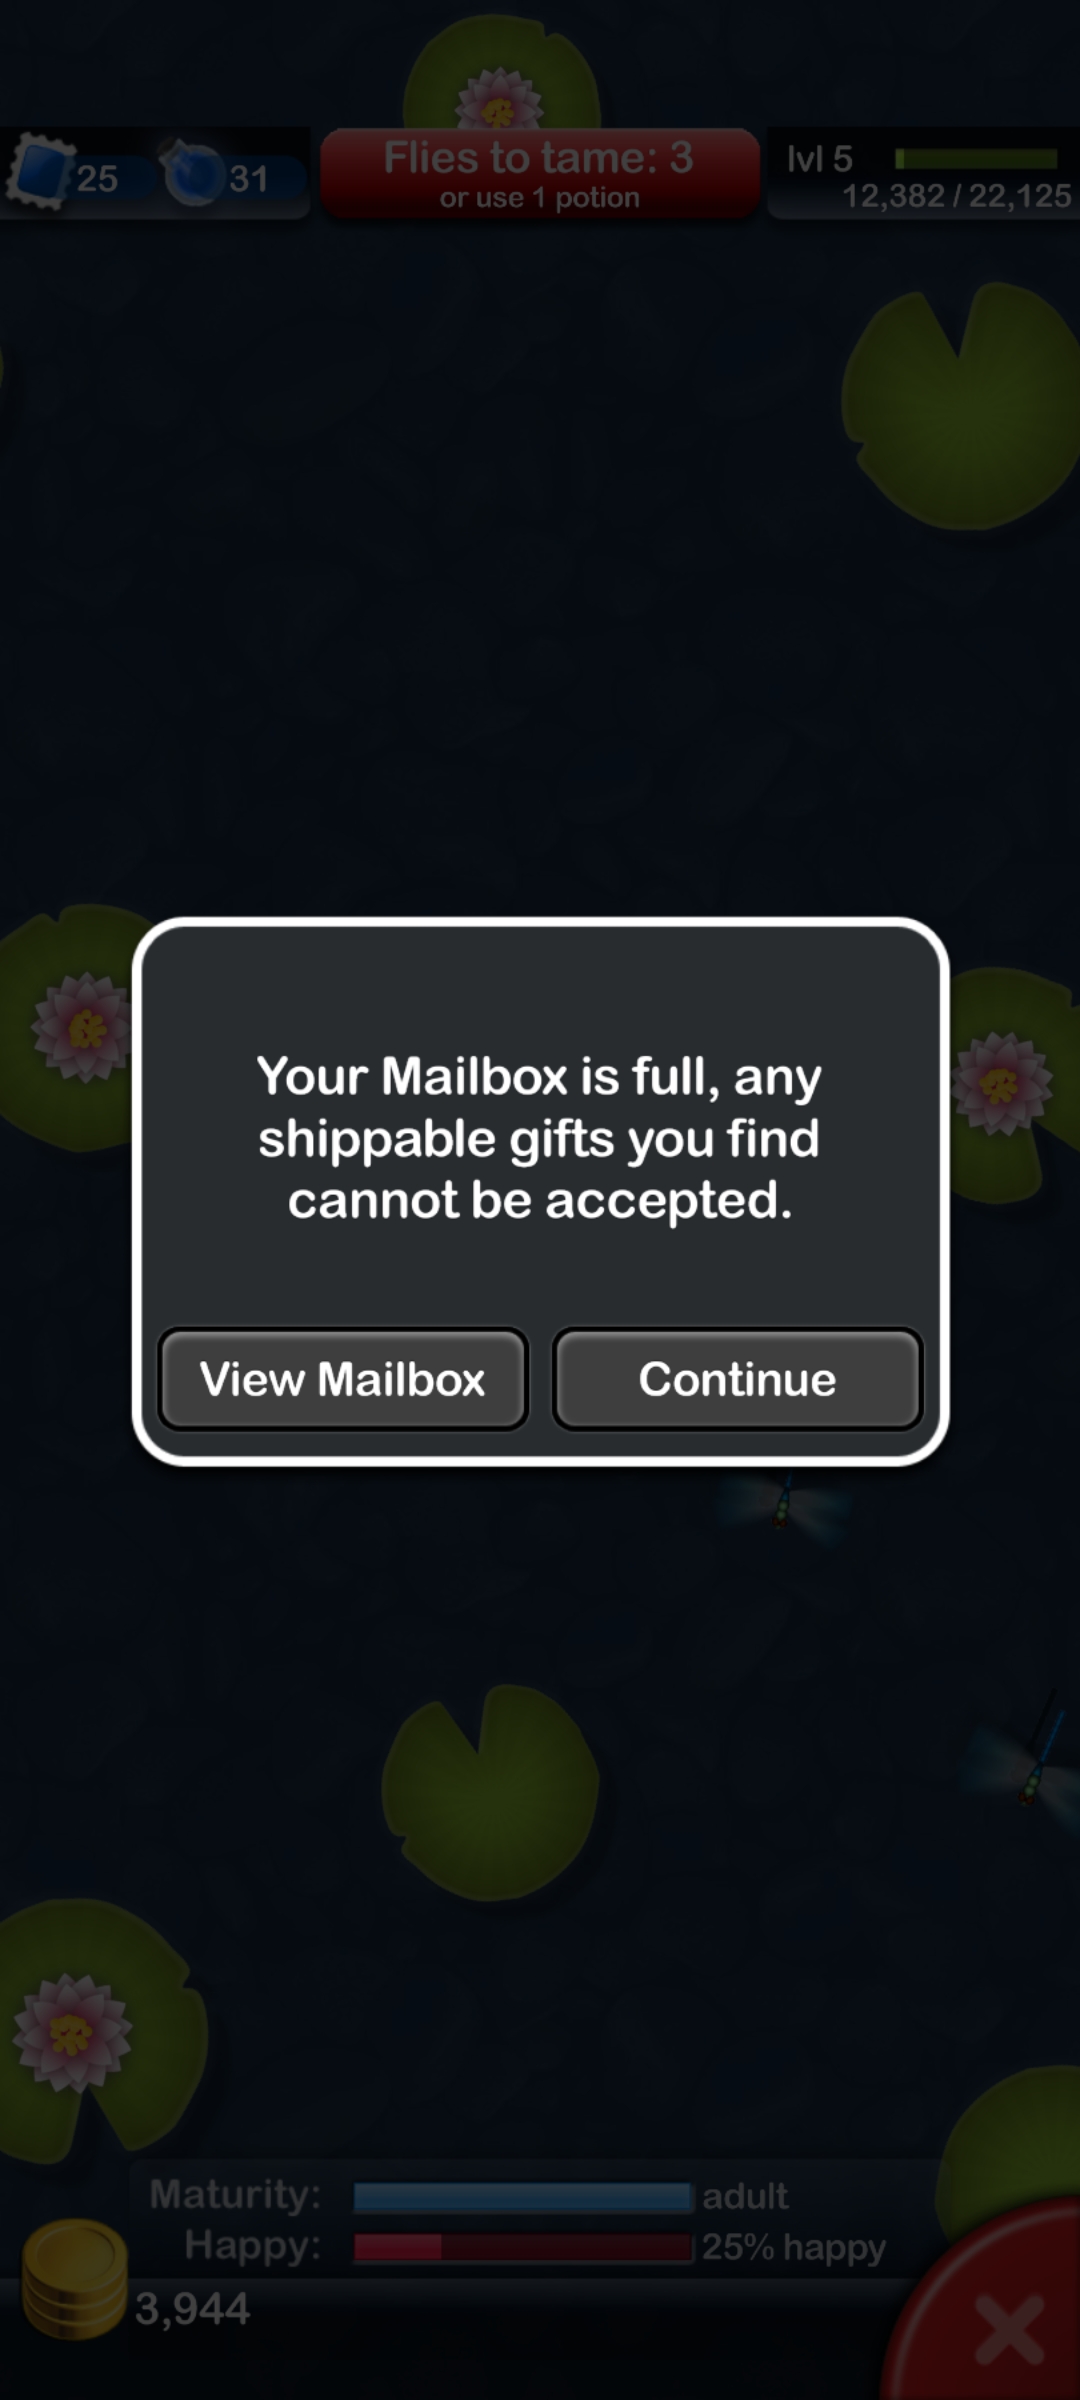 25
31
Flies to tame: 3
or use 1 potion
lvl 5
12,382 / 22,125
Your Mailbox is full, any
shippable gifts you find
cannot be accepted.
View Mailbox
Continue
Maturity:
adult
Happy:
25% happy
3,944